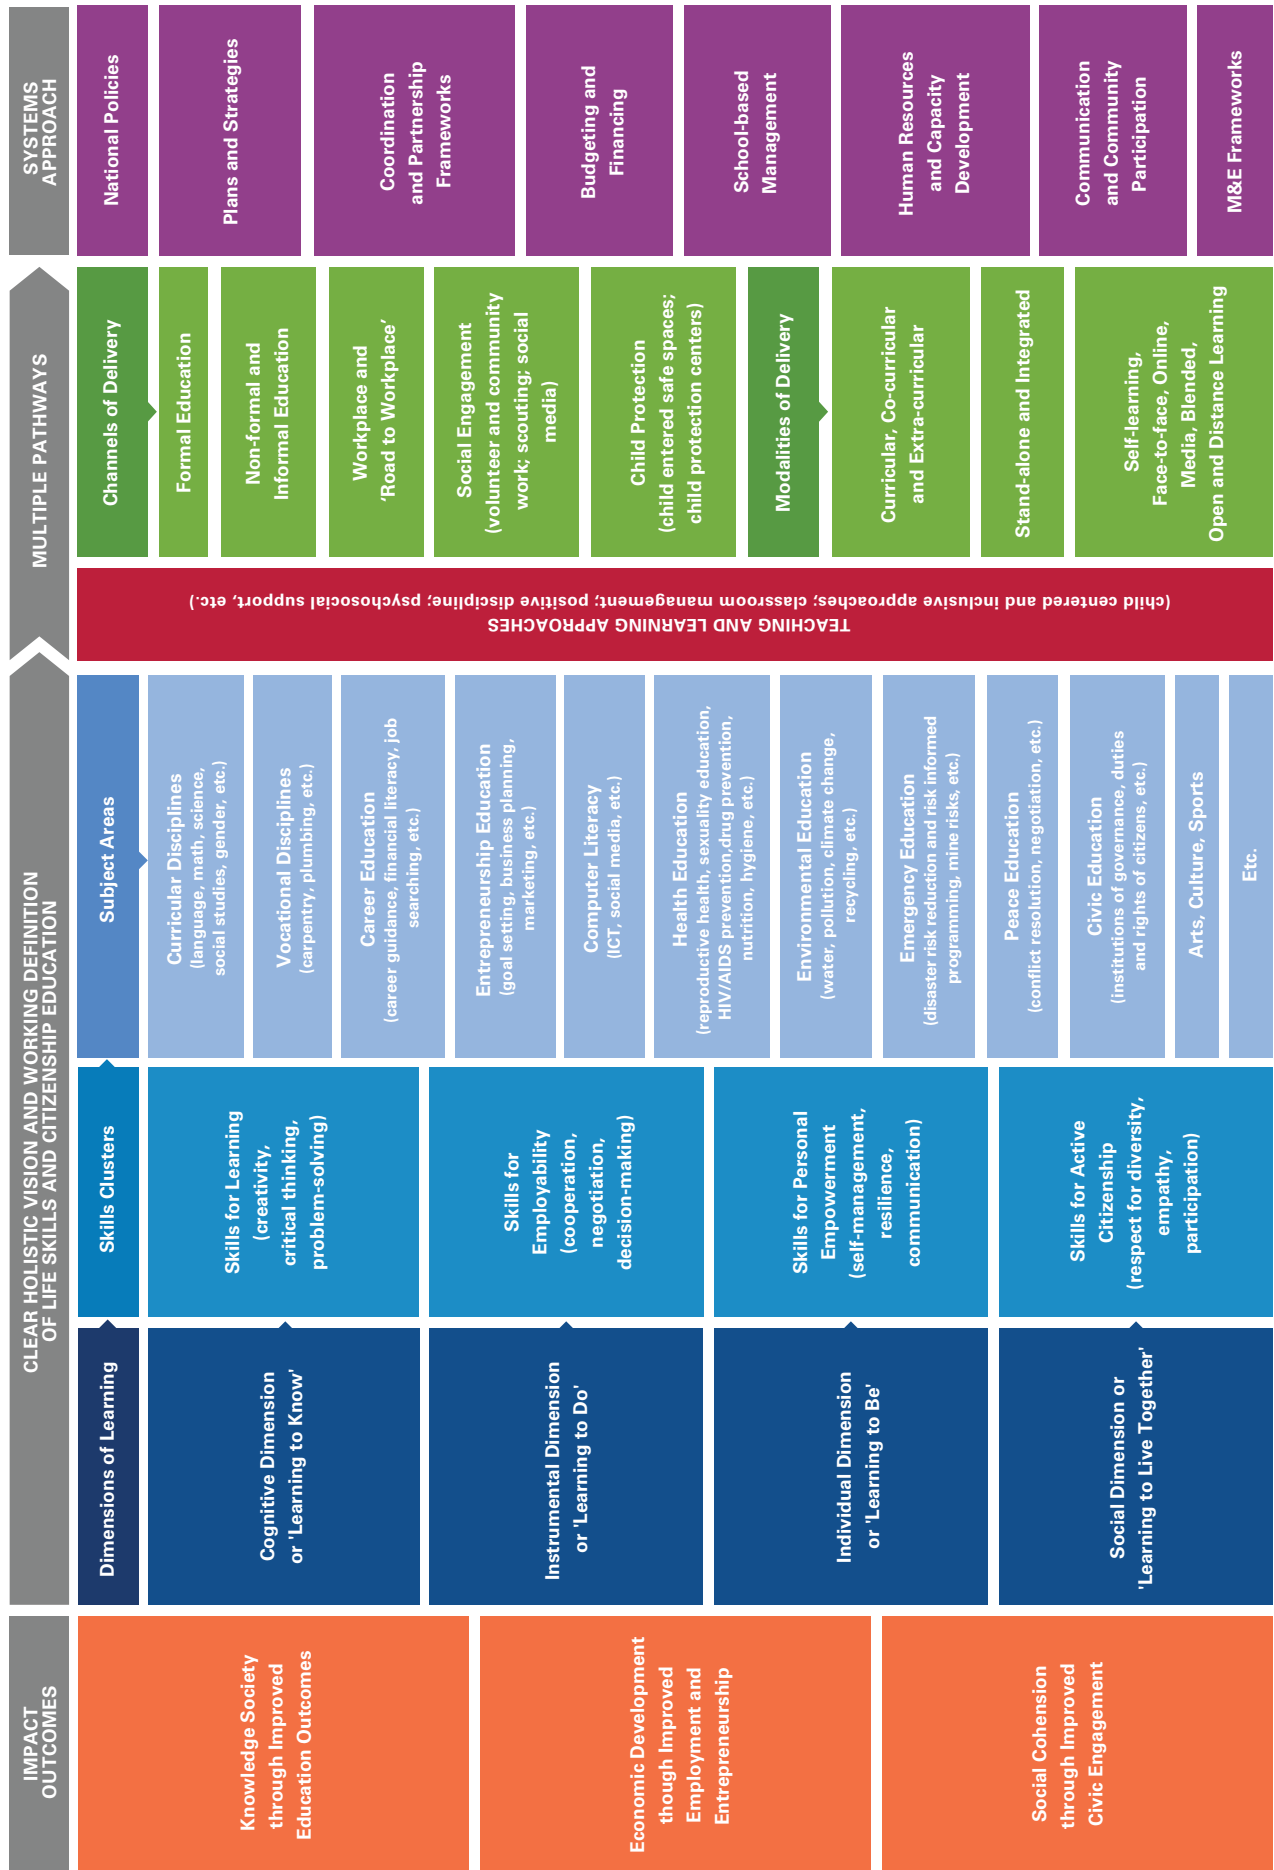 IMPACT
OUTCOMES
Knowledge Society
through Improved
Education Outcomes
Economic Development
though Improved
Employment and
Entrepreneurship
Social Cohension
through Improved
Civic Engagement
CLEAR HOLISTIC VISION AND WORKING DEFINITION
OF LIFE SKILLS AND CITIZENSHIP EDUCATION
Dimensions of Learning
Cognitive Dimension
or 'Learning to Know'
Instrumental Dimension
or 'Learning to Do'
Individual Dimension
or 'Learning to Be'
Social Dimension or
'Learning to Live Together'
Skills Clusters
Skills for Learning
(creativity,
critical thinking,
problem-solving)
Skills for
Employability
(cooperation,
negotiation,
decision-making)
Skills for Personal
Empowerment
(self-management,
resilience,
communication)
Skills for Active
Citizenship
(respect for diversity,
empathy,
participation)
Subject Areas
Curricular Disciplines
(language, math, science,
social studies, gender, etc.)
Vocational Disciplines
(carpentry, plumbing, etc.)
Career Education
(career guidance, financial literacy, job
searching, etc.)
Entrepreneurship Education
(goal setting, business planning,
marketing, etc.)
Computer Literacy
(ICT, social media, etc.)
Health Education
(reproductive health, sexuality education,
HIV/AIDS prevention,drug prevention,
nutrition, hygiene, etc.)
Environmental Education
(water, pollution, climate change,
recycling, etc.)
Emergency Education
(disaster risk reduction and risk informed
programming, mine risks, etc.)
Peace Education
(conflict resolution, negotiation, etc.)
Civic Education
(institutions of governance, duties
and rights of citizens, etc.)
Arts, Culture, Sports
Etc.
TEACHING AND LEARNING APPROACHES
(child centered and inclusive approaches; classroom management; positive discipline; psychosocial support, etc.)
MULTIPLE PATHWAYS
Channels of Delivery
Formal Education
Non-formal and
Informal Education
Workplace and
‘Road to Workplace’
Social Engagement
(volunteer and community
work; scouting; social
media)
Child Protection
(child entered safe spaces;
child protection centers)
Modalities of Delivery
Curricular, Co-curricular
and Extra-curricular
Stand-alone and Integrated
Self-learning,
Face-to-face, Online,
Media, Blended,
Open and Distance Learning
SYSTEMS
APPROACH
National Policies
Plans and Strategies
Coordination
and Partnership
Frameworks
Budgeting and
Financing
School-based
Management
Human Resources
and Capacity
Development
Communication
and Community
Participation
M&E Frameworks